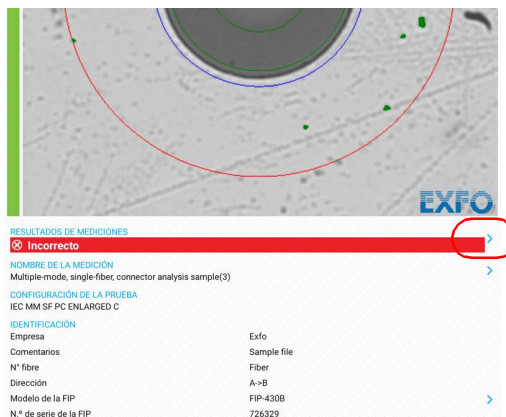 EXFO
RESULTADOS DE MEDICIONES
Incorrecto
NOMBRE DE LA MEDICIÓN
Multiple-mode, single-fiber, connector analysis sample(3)
CONFIGURACIÓN DE LA PRUEBA
IEC MM SF PC ENLARGED C
IDENTIFICACIÓN
Empresa Exfo
Comentarios Sample file
N° fibre Fiber
Dirección A->B
Modelo de la FIP FIP-430B
N.º de serie de la FIP 726329